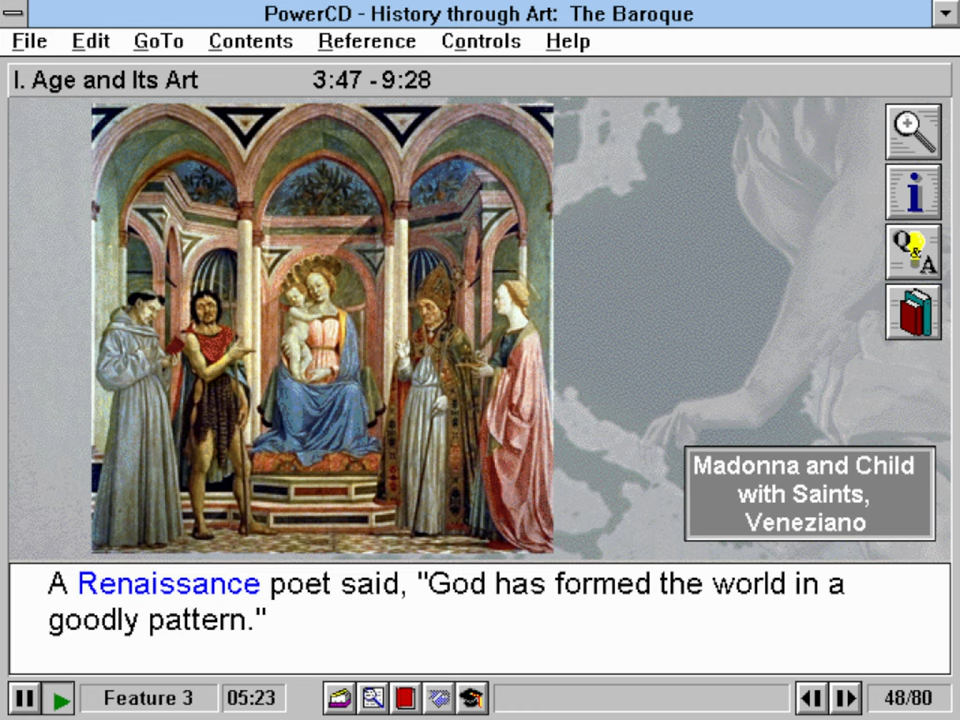 PowerCD - History through Art: The Baroque
File Edit GoTo Contents Reference Controls Help
I. Age and Its Art 3:47 - 9:28
i
Q & A
Madonna and Child
with Saints,
Veneziano
A Renaissance poet said, "God has formed the world in a
goodly pattern."
Feature 3 05:23 48/80